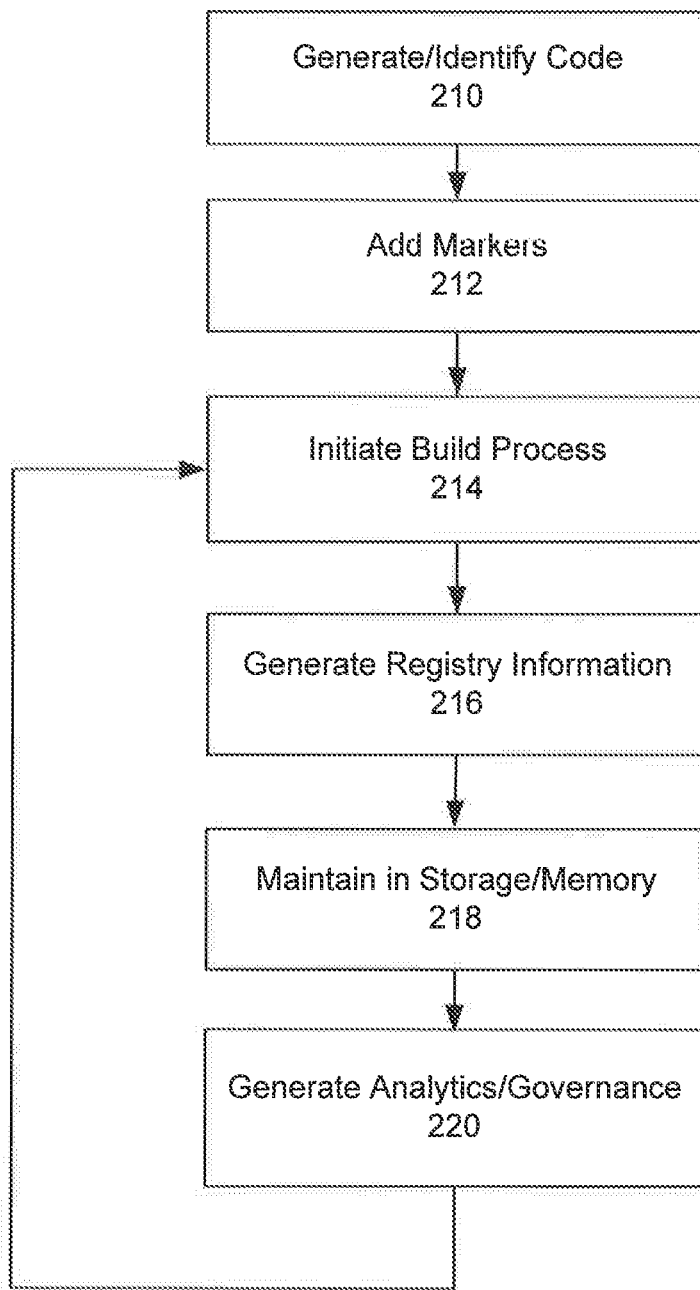 Generate/Identify Code
210
Add Markers
212
Initiate Build Process
214
Generate Registry Information
216
Maintain in Storage/Memory
218
Generate Analytics/Governance
220